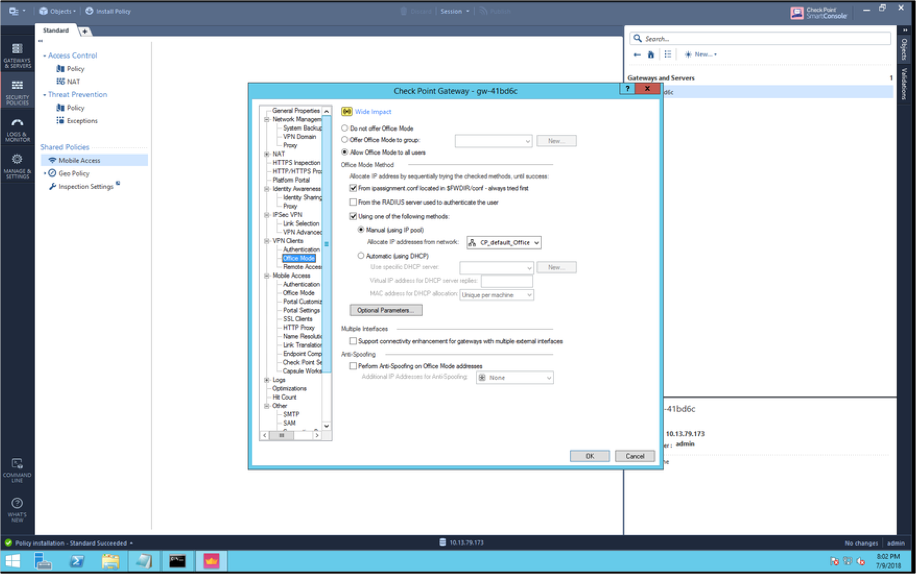 Objects
Install Policy
Session
Check Point
SmartConsole
Standard
+
GATEWAYS
& SERVERS
SECURITY
POLICIES
LOGS &
MONITOR
MANAGE &
SETTINGS
COMMAND
LINE
WHAT'S
NEW
Access Control
Policy
NAT
Threat Prevention
Policy
Exceptions
Shared Policies
Mobile Access
Geo Policy
Inspection Settings
Check Point Gateway - gw-41bd6c
?
General Properties
Network Managem
System Backup
VPN Domain
Proxy
NAT
HTTPS Inspection
HTTP/HTTPS Pro
Platform Portal
Identity Awareness
Identity Sharing
Proxy
IPSec VPN
Link Selection
VPN Advanced
VPN Clients
Authentication
Office Mode
Remote Access
Mobile Access
Authentication
Office Mode
Portal Customiz
Portal Settings
SSL Clients
HTTP Proxy
Name Resolutio
Link Translation
Endpoint Comp
Check Point Se
Capsule Works
Logs
Optimizations
Hit Count
Other
SMTP
SAM
Wide Impact
Do not offer Office Mode
Offer Office Mode to group:
New...
Allow Office Mode to all users
Office Mode Method
Allocate IP address by sequentially trying the checked methods, until success:
From ipassignment.conf located in $FWDIR/conf - always tried first
From the RADIUS server used to authenticate the user
Using one of the following methods:
Manual (using IP pool)
Allocate IP addresses from network: CP_default_Office
Automatic (using DHCP)
Use specific DHCP server: New...
Virtual IP address for DHCP server replies:
MAC address for DHCP allocation: Unique per machine
Optional Parameters...
Multiple Interfaces
Support connectivity enhancement for gateways with multiple external interfaces
Anti-Spoofing
Perform Anti-Spoofing on Office Mode addresses
Additional IP Addresses for Anti-Spoofing: None
OK
Cancel
Search...
New...
Gateways and Servers 1
d6c
-41bd6c
10.13.79.173
er: admin
ne
Objects
Validations
Policy installation - Standard Succeeded
10.13.79.173
No changes
admin
8:02 PM
7/9/2018